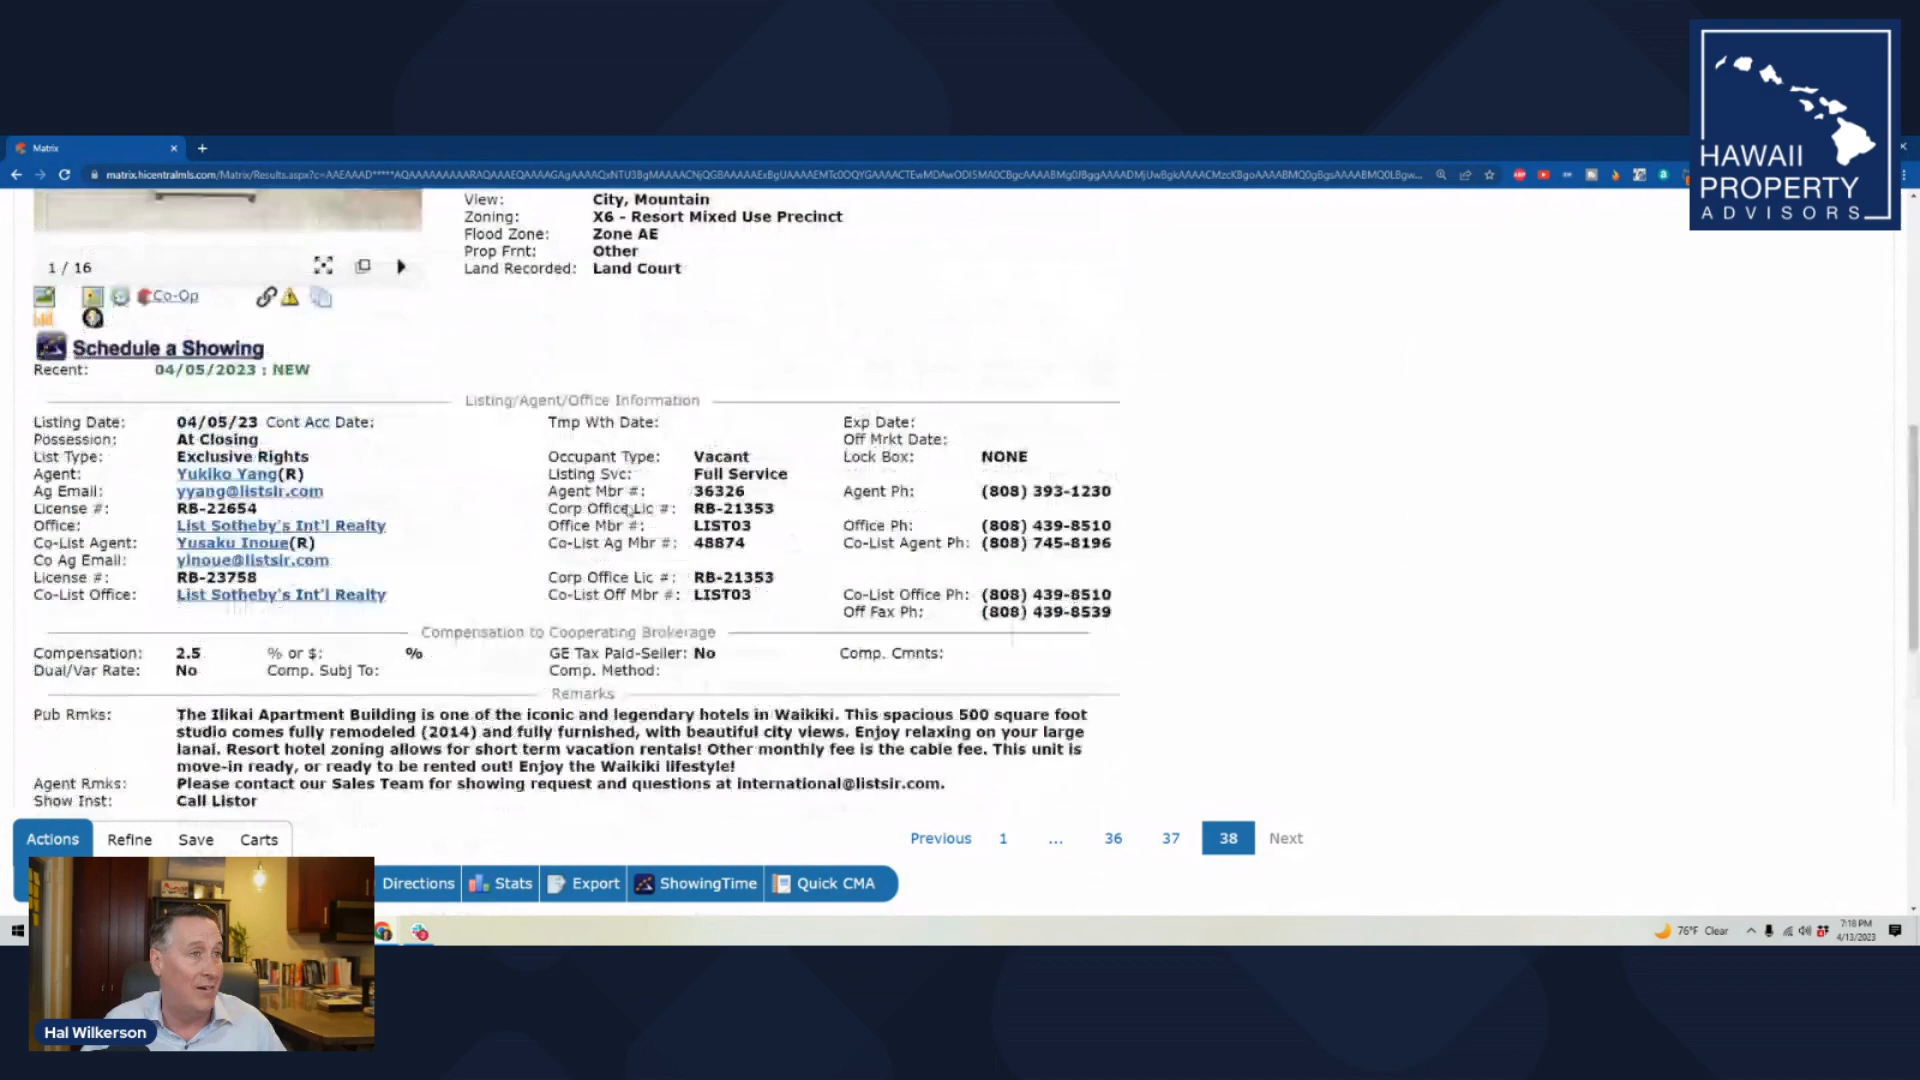 HAWAII
PROPERTY
ADVISORS
Matrix
View: City, Mountain
Zoning: X6 - Resort Mixed Use Precinct
Flood Zone: Zone AE
Prop Frnt: Other
Land Recorded: Land Court
1 / 16
Co-Op
Schedule a Showing
Recent: 04/05/2023 : NEW
Listing/Agent/Office Information
Listing Date: 04/05/23 Cont Acc Date: Tmp Wth Date: Exp Date:
Possession: At Closing Off Mrkt Date:
List Type: Exclusive Rights Occupant Type: Vacant Lock Box: NONE
Agent: Yukiko Yang(R) Listing Svc: Full Service
Ag Email: yyang@listsir.com Agent Mbr #: 36326 Agent Ph: (808) 393-1230
License #: RB-22654 Corp Office Lic #: RB-21353
Office: List Sotheby's Int'l Realty Office Mbr #: LIST03 Office Ph: (808) 439-8510
Co-List Agent: Yusaku Inoue(R) Co-List Ag Mbr #: 48874 Co-List Agent Ph: (808) 745-8196
Co Ag Email: yinoue@listsir.com
License #: RB-23758 Corp Office Lic #: RB-21353
Co-List Office: List Sotheby's Int'l Realty Co-List Off Mbr #: LIST03 Co-List Office Ph: (808) 439-8510
Off Fax Ph: (808) 439-8539
Compensation to Cooperating Brokerage
Compensation: 2.5 % or $: % GE Tax Paid-Seller: No Comp. Cmnts:
Dual/Var Rate: No Comp. Subj To: Comp. Method:
Remarks
Pub Rmks: The Ilikai Apartment Building is one of the iconic and legendary hotels in Waikiki. This spacious 500 square foot
studio comes fully remodeled (2014) and fully furnished, with beautiful city views. Enjoy relaxing on your large
lanai. Resort hotel zoning allows for short term vacation rentals! Other monthly fee is the cable fee. This unit is
move-in ready, or ready to be rented out! Enjoy the Waikiki lifestyle!
Agent Rmks: Please contact our Sales Team for showing request and questions at international@listsir.com.
Show Inst: Call Listor
Actions Refine Save Carts Previous 1 ... 36 37 38 Next
Directions Stats Export ShowingTime Quick CMA
76°F Clear
7:18 PM
4/13/2023
Hal Wilkerson